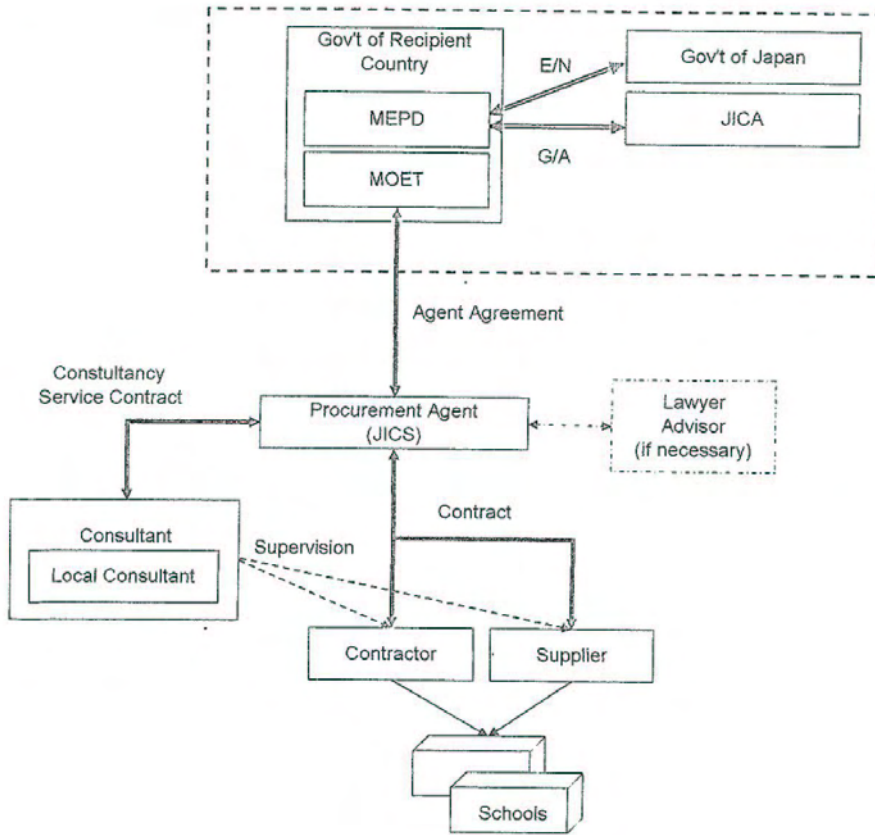 Gov't of Recipient
Country
E/N
Gov't of Japan
MEPD
JICA
G/A
MOET
Agent Agreement
Constultancy
Service Contract
Procurement Agent
(JICS)
Lawyer
Advisor
(if necessary)
Contract
Consultant
Supervision
Local Consultant
Contractor
Supplier
Schools